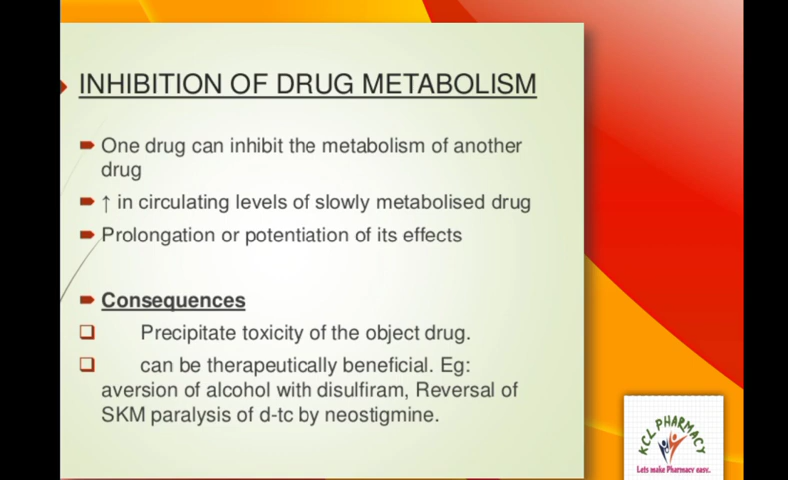 INHIBITION OF DRUG METABOLISM
One drug can inhibit the metabolism of another
drug
↑ in circulating levels of slowly metabolised drug
Prolongation or potentiation of its effects
Consequences
Precipitate toxicity of the object drug.
can be therapeutically beneficial. Eg:
aversion of alcohol with disulfiram, Reversal of
SKM paralysis of d-tc by neostigmine.
KCL PHARMACY
Lets make Pharmacy easy.